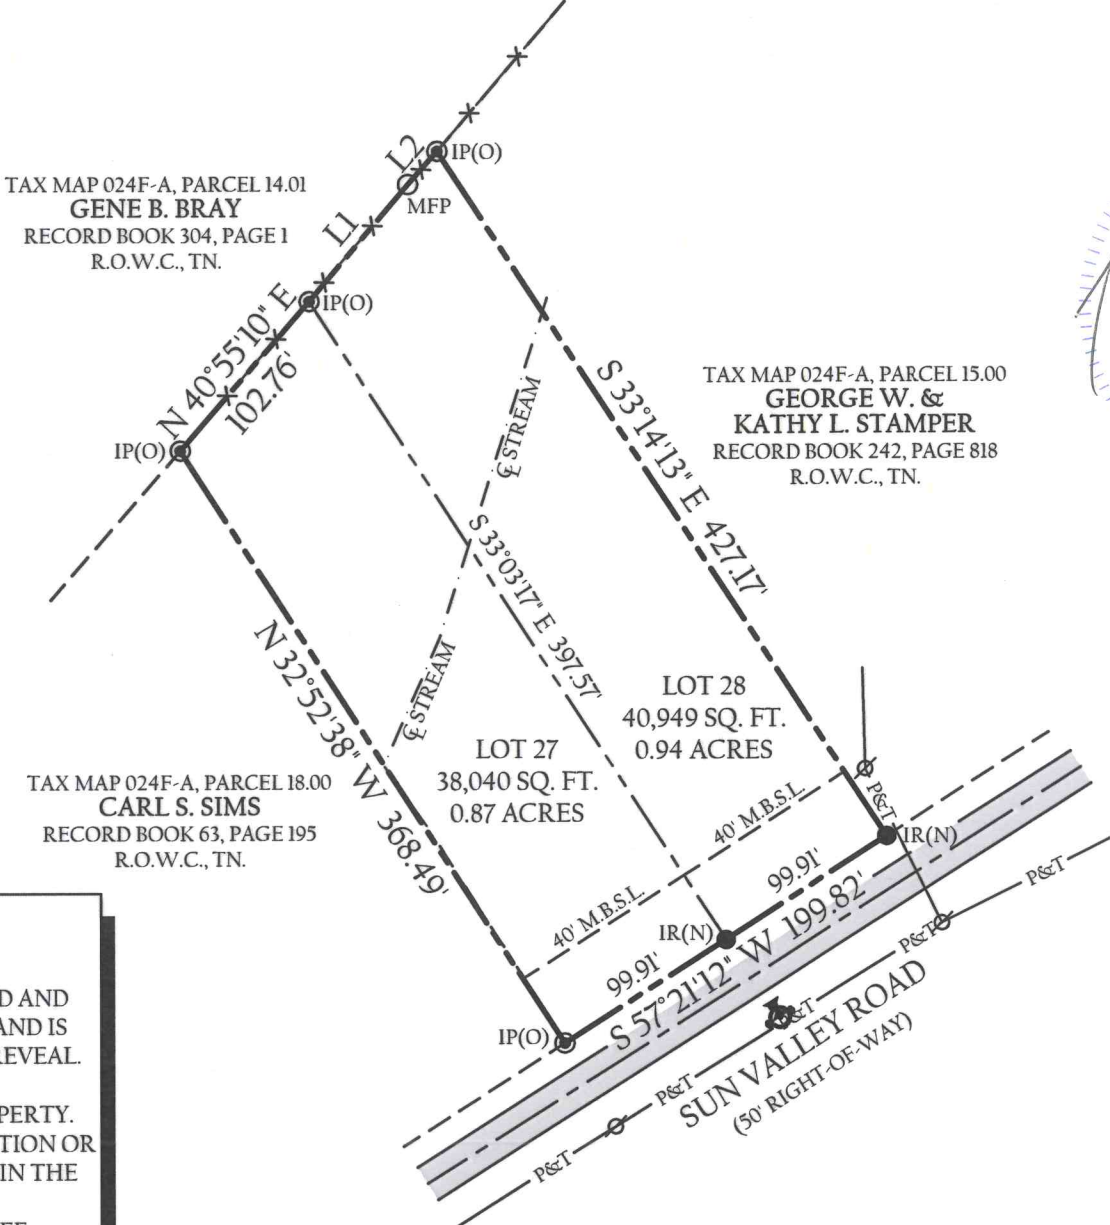 L2
IP(O)
MFP
TAX MAP 024F-A, PARCEL 14.01
GENE B. BRAY
RECORD BOOK 304, PAGE 1
R.O.W.C., TN.
L1
IP(O)
N 40°55'10" E
102.76'
IP(O)
TAX MAP 024F-A, PARCEL 15.00
GEORGE W. &
KATHY L. STAMPER
RECORD BOOK 242, PAGE 818
R.O.W.C., TN.
S 33°14'13" E 427.17'
℄ STREAM
S 33°03'17" E 397.57'
℄ STREAM
N 32°52'38" W 368.49'
LOT 28
40,949 SQ. FT.
0.94 ACRES
LOT 27
38,040 SQ. FT.
0.87 ACRES
TAX MAP 024F-A, PARCEL 18.00
CARL S. SIMS
RECORD BOOK 63, PAGE 195
R.O.W.C., TN.
40' M.B.S.L.
40' M.B.S.L.
P&T
IR(N)
99.91'
P&T
IR(N)
99.91'
S 57°21'12" W 199.82'
P&T
IP(O)
P&T
P&T
P&T
SUN VALLEY ROAD
(50' RIGHT-OF-WAY)
D AND
AND IS
REVEAL.
PERTY.
TION OR
IN THE